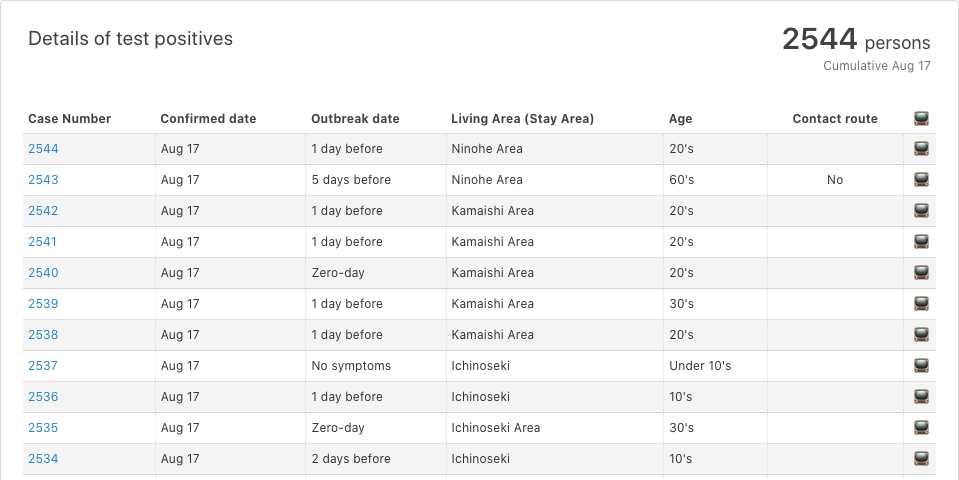 Details of test positives
2544 persons
Cumulative Aug 17
Case Number Confirmed date Outbreak date Living Area (Stay Area) Age Contact route
2544 Aug 17 1 day before Ninohe Area 20's
2543 Aug 17 5 days before Ninohe Area 60's No
2542 Aug 17 1 day before Kamaishi Area 20's
2541 Aug 17 1 day before Kamaishi Area 20's
2540 Aug 17 Zero-day Kamaishi Area 20's
2539 Aug 17 1 day before Kamaishi Area 30's
2538 Aug 17 1 day before Kamaishi Area 20's
2537 Aug 17 No symptoms Ichinoseki Under 10's
2536 Aug 17 1 day before Ichinoseki 10's
2535 Aug 17 Zero-day Ichinoseki Area 30's
2534 Aug 17 2 days before Ichinoseki 10's